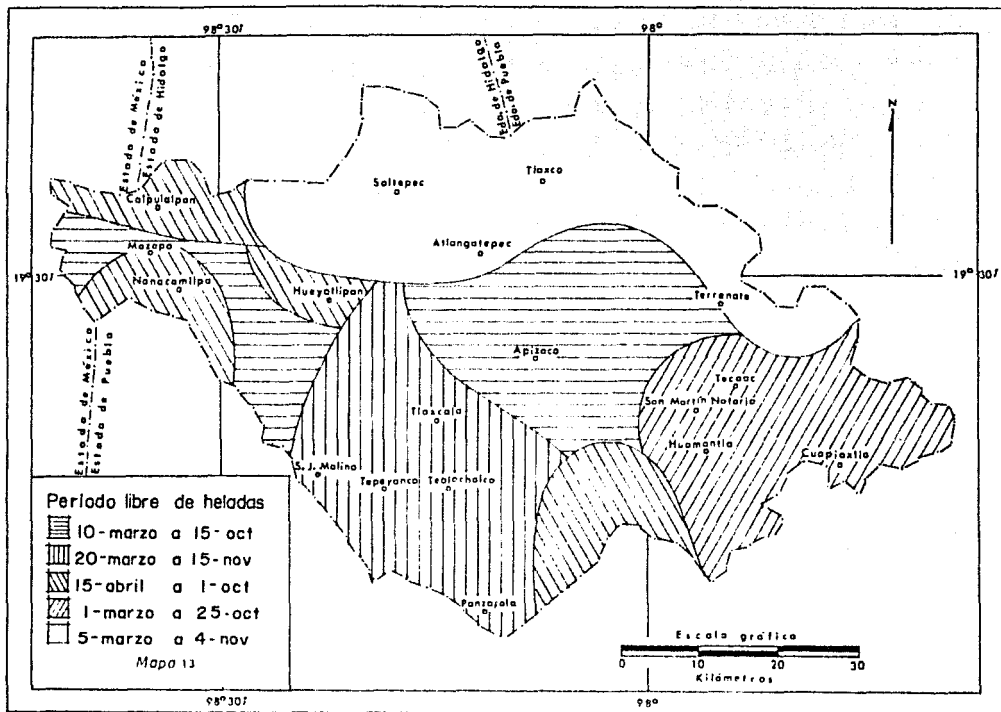 98° 30'
98°
Estado de México
Estado de Hidalgo
Edo. de Hidalgo
Edo. de Puebla
N
Calpulalpan
Soltepec
Tlaxco
Mazapa
Atlangatepec
19° 30'
19° 30'
Nanacamilpa
Hueyotlipan
Terrenate
Estado de México
Estado de Puebla
Apizaco
Tecoac
San Martín Notario
Tlaxcala
Huamantla
Cuapiaxtla
S. J. Molino
Tepeyanco
Teolocholco
Panzacola
Período libre de heladas
10-marzo a 15-oct
20-marzo a 15-nov
15-abril a 1-oct
1-marzo a 25-oct
5-marzo a 4-nov
Mapa 13
Escala gráfica
0 10 20 30
Kilómetros
98° 30'
98°